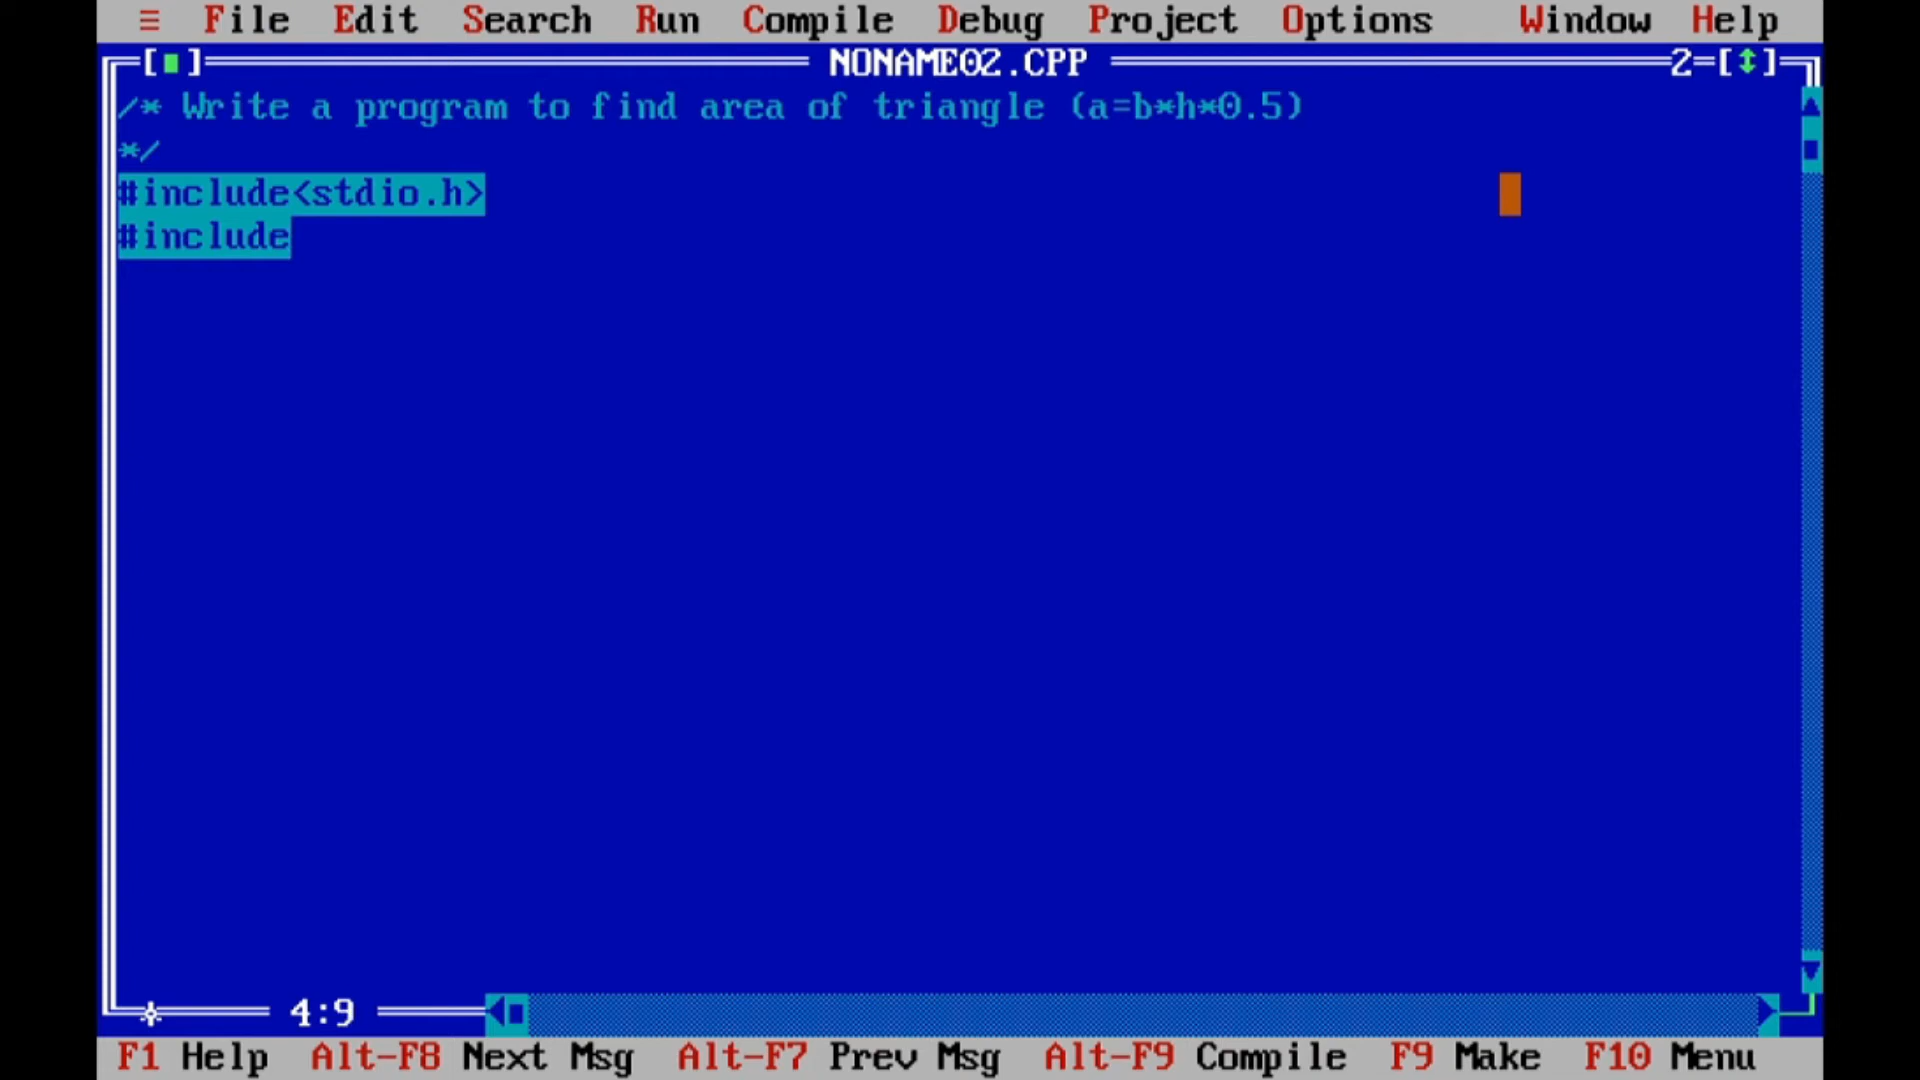 ≡ File Edit Search Run Compile Debug Project Options Window Help
[■] NONAME02.CPP 2=[↕]
/* Write a program to find area of triangle (a=b*h*0.5)
*/
#include<stdio.h>
#include
4:9
F1 Help Alt-F8 Next Msg Alt-F7 Prev Msg Alt-F9 Compile F9 Make F10 Menu